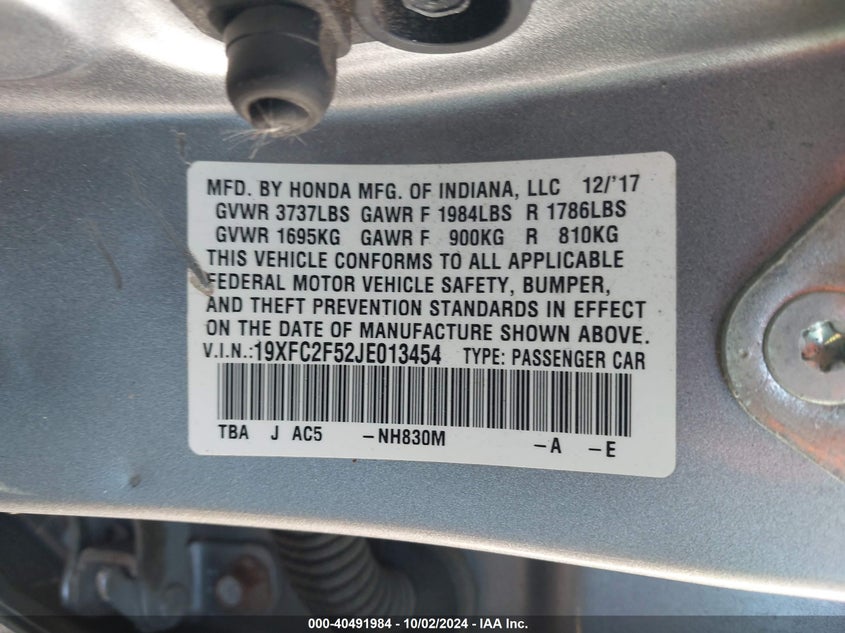 MFD. BY HONDA MFG. OF INDIANA, LLC 12/'17
GVWR 3737LBS GAWR F 1984LBS R 1786LBS
GVWR 1695KG GAWR F 900KG R 810KG
THIS VEHICLE CONFORMS TO ALL APPLICABLE
FEDERAL MOTOR VEHICLE SAFETY, BUMPER,
AND THEFT PREVENTION STANDARDS IN EFFECT
ON THE DATE OF MANUFACTURE SHOWN ABOVE.
V.I.N.:19XFC2F52JE013454 TYPE: PASSENGER CAR
TBA J AC5 -NH830M -A -E
000-40491984 - 10/02/2024 - IAA Inc.